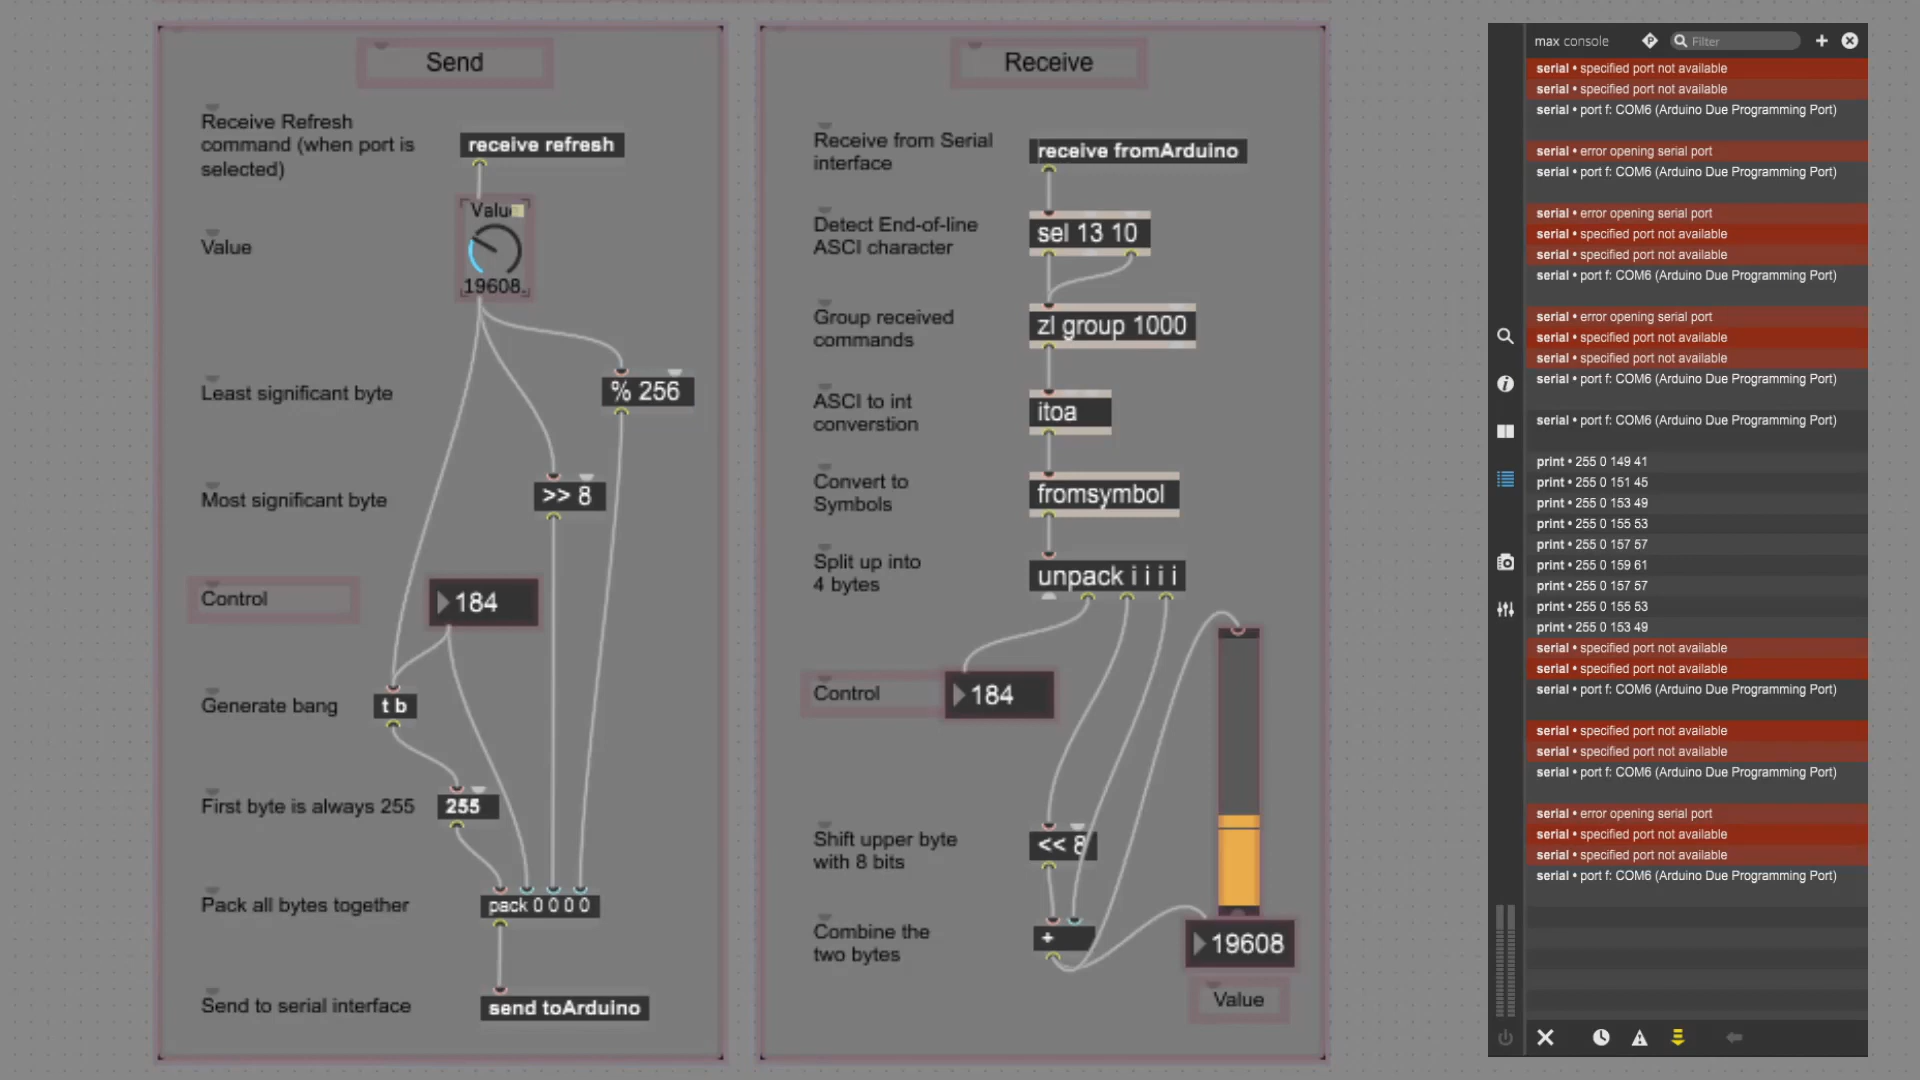 Send
Receive Refresh
command (when port is
selected)
receive refresh
Value
Value
19608.
Least significant byte
% 256
Most significant byte
>> 8
Control
184
Generate bang
t b
First byte is always 255
255
Pack all bytes together
pack 0 0 0 0
Send to serial interface
send toArduino
Receive
Receive from Serial
interface
receive fromArduino
Detect End-of-line
ASCI character
sel 13 10
Group received
commands
zl group 1000
ASCI to int
converstion
itoa
Convert to
Symbols
fromsymbol
Split up into
4 bytes
unpack i i i i
Control
184
Shift upper byte
with 8 bits
<< 8
Combine the
two bytes
+
19608
Value
max console
Filter
serial • specified port not available
serial • specified port not available
serial • port f: COM6 (Arduino Due Programming Port)
serial • error opening serial port
serial • port f: COM6 (Arduino Due Programming Port)
serial • error opening serial port
serial • specified port not available
serial • specified port not available
serial • port f: COM6 (Arduino Due Programming Port)
serial • error opening serial port
serial • specified port not available
serial • specified port not available
serial • port f: COM6 (Arduino Due Programming Port)
serial • port f: COM6 (Arduino Due Programming Port)
print • 255 0 149 41
print • 255 0 151 45
print • 255 0 153 49
print • 255 0 155 53
print • 255 0 157 57
print • 255 0 159 61
print • 255 0 157 57
print • 255 0 155 53
print • 255 0 153 49
serial • specified port not available
serial • specified port not available
serial • port f: COM6 (Arduino Due Programming Port)
serial • specified port not available
serial • specified port not available
serial • port f: COM6 (Arduino Due Programming Port)
serial • error opening serial port
serial • specified port not available
serial • specified port not available
serial • port f: COM6 (Arduino Due Programming Port)